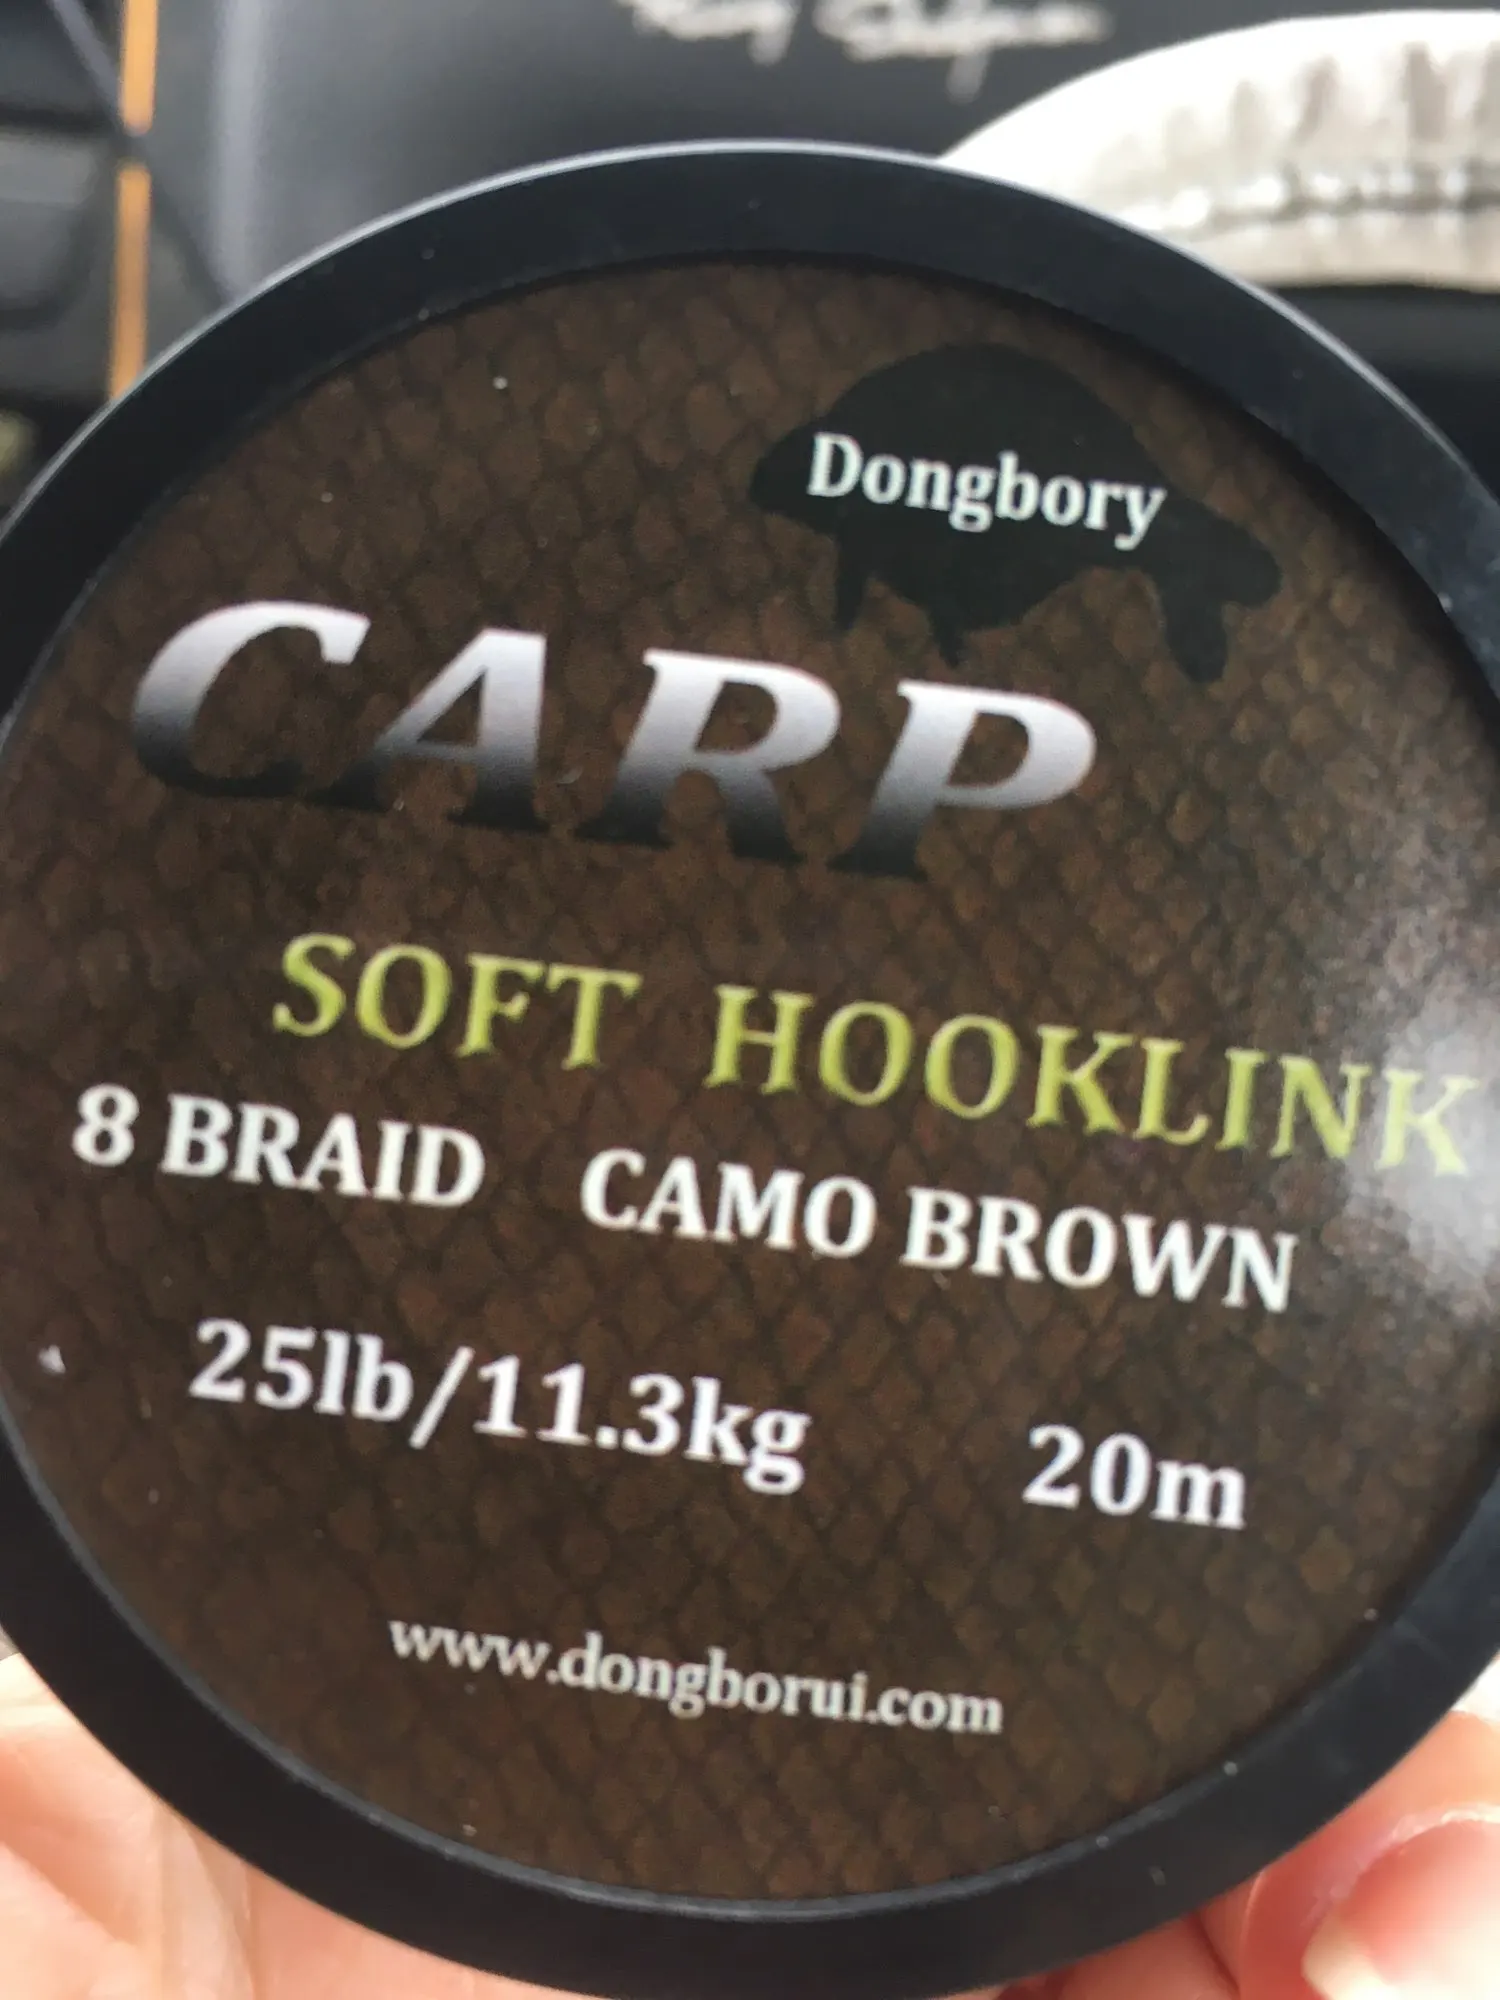 Dongbory
CARP
SOFT HOOKLINK
8 BRAID CAMO BROWN
25lb/11.3kg 20m
www.dongborui.com